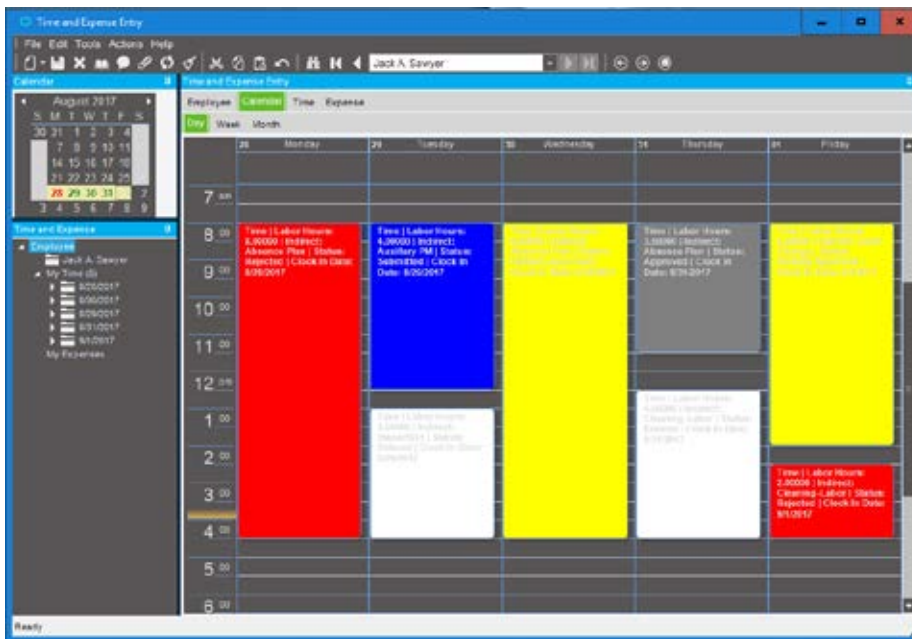 Time and Expense Entry
File Edit Tools Actions Help
Jack A. Sawyer
Calendar
Time and Expense Entry
August 2017
Employee Calendar Time Expense
S M T W T F S
Day Week Month
30 31 1 2 3 4
7 8 9 10 11
14 15 16 17 18
21 22 23 24 25
28 29 30 31 2
3 4 5 6 7 8 9
28 Monday 29 Tuesday 30 Wednesday 31 Thursday 01 Friday
7 am
8 00
9 00
10 00
11 00
12 pm
1 00
2 00
3 00
4 00
5 00
6 00
Time | Labor Hours:
8.00000 | Indirect:
Absence Plan | Status:
Rejected | Clock In Date:
8/28/2017
Time | Labor Hours:
4.00000 | Indirect:
Auxiliary PM | Status:
Submitted | Clock In
Date: 8/29/2017
Time | Labor Hours:
3.00000 | Indirect:
Absence Plan | Status:
Approved | Clock In
Date: 8/31/2017
Time | Labor Hours:
2.00000 | Indirect:
Cleaning-Labor | Status:
Rejected | Clock In Date:
9/1/2017
Time and Expense
Employee
Jack A. Sawyer
My Time (5)
8/28/2017
8/30/2017
8/29/2017
8/31/2017
9/1/2017
My Expenses
Ready